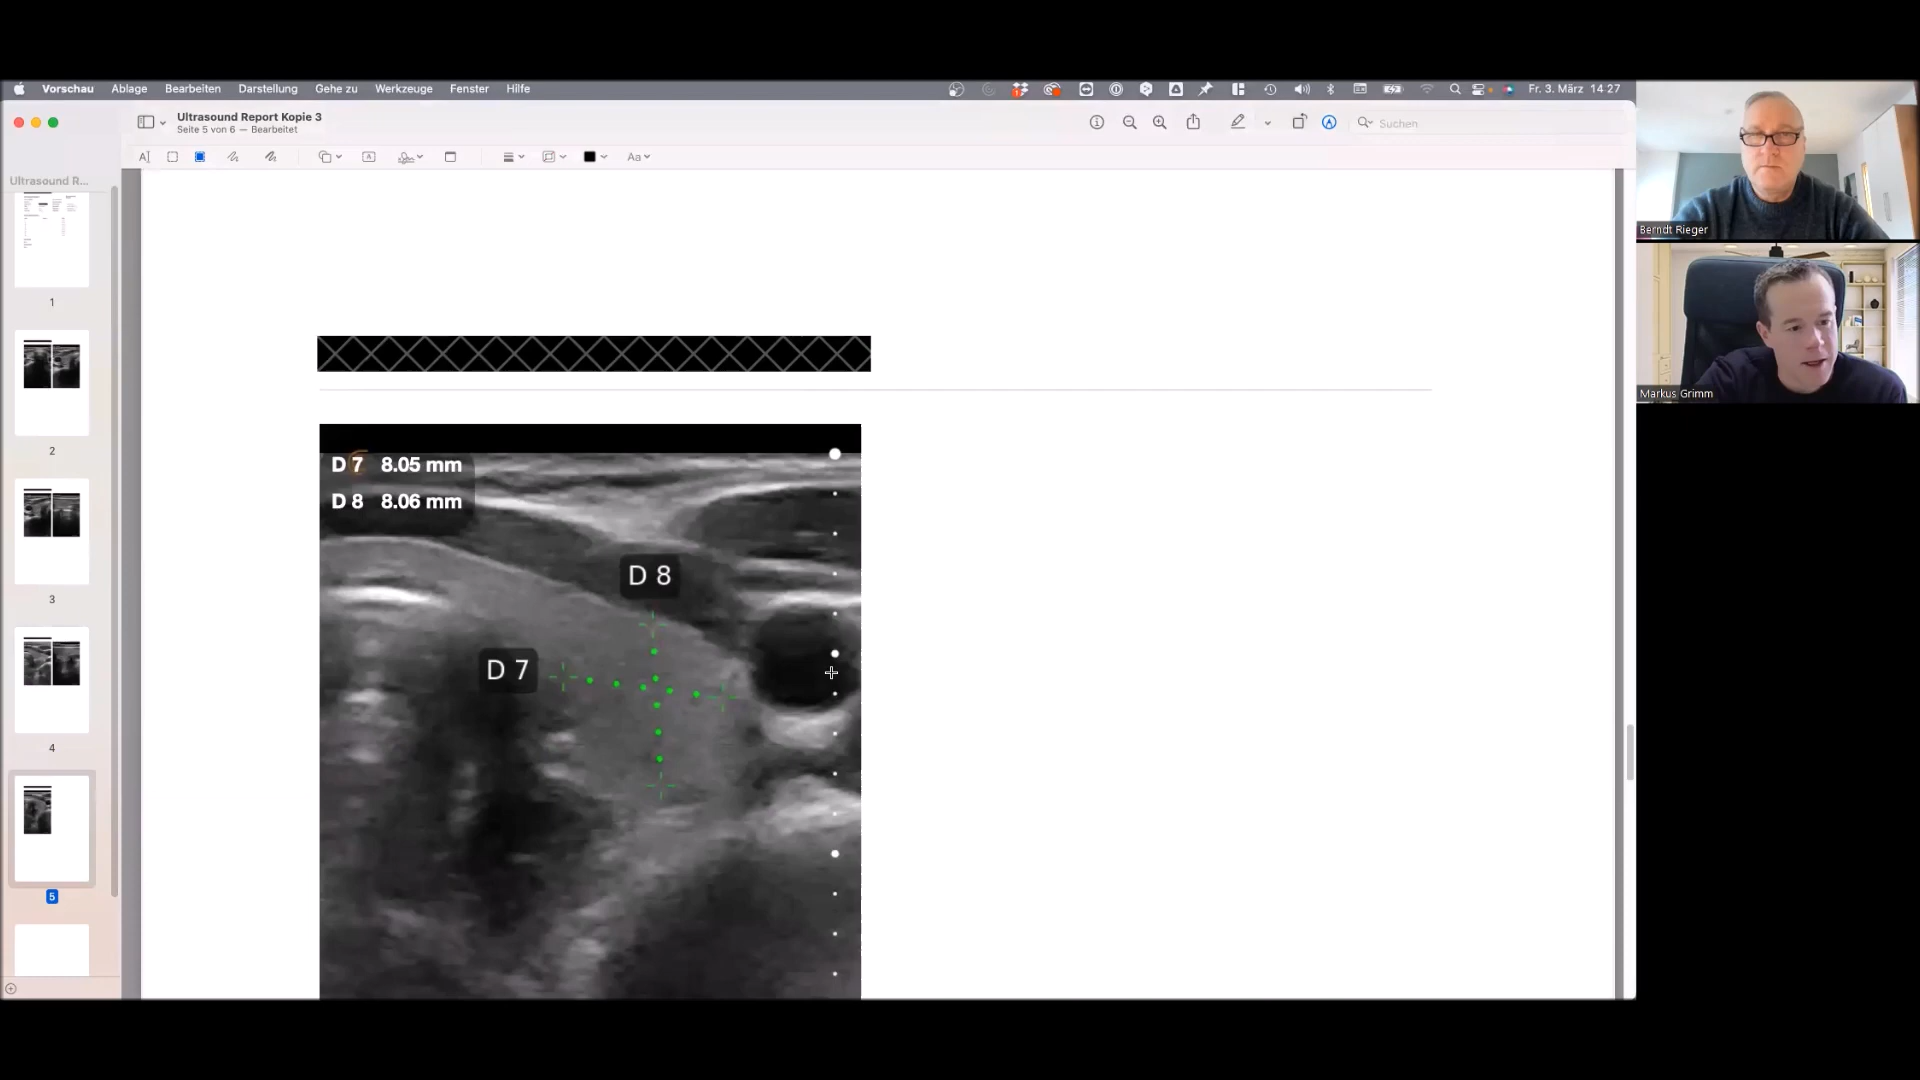 Vorschau Ablage Bearbeiten Darstellung Gehe zu Werkzeuge Fenster Hilfe Fr. 3. März 14:27
Ultrasound Report Kopie 3
Seite 5 von 6 — Bearbeitet
Suchen
Aa
Ultrasound R...
1
2
3
4
5
D 7 8.05 mm
D 8 8.06 mm
D 8
D 7
Berndt Rieger
Markus Grimm